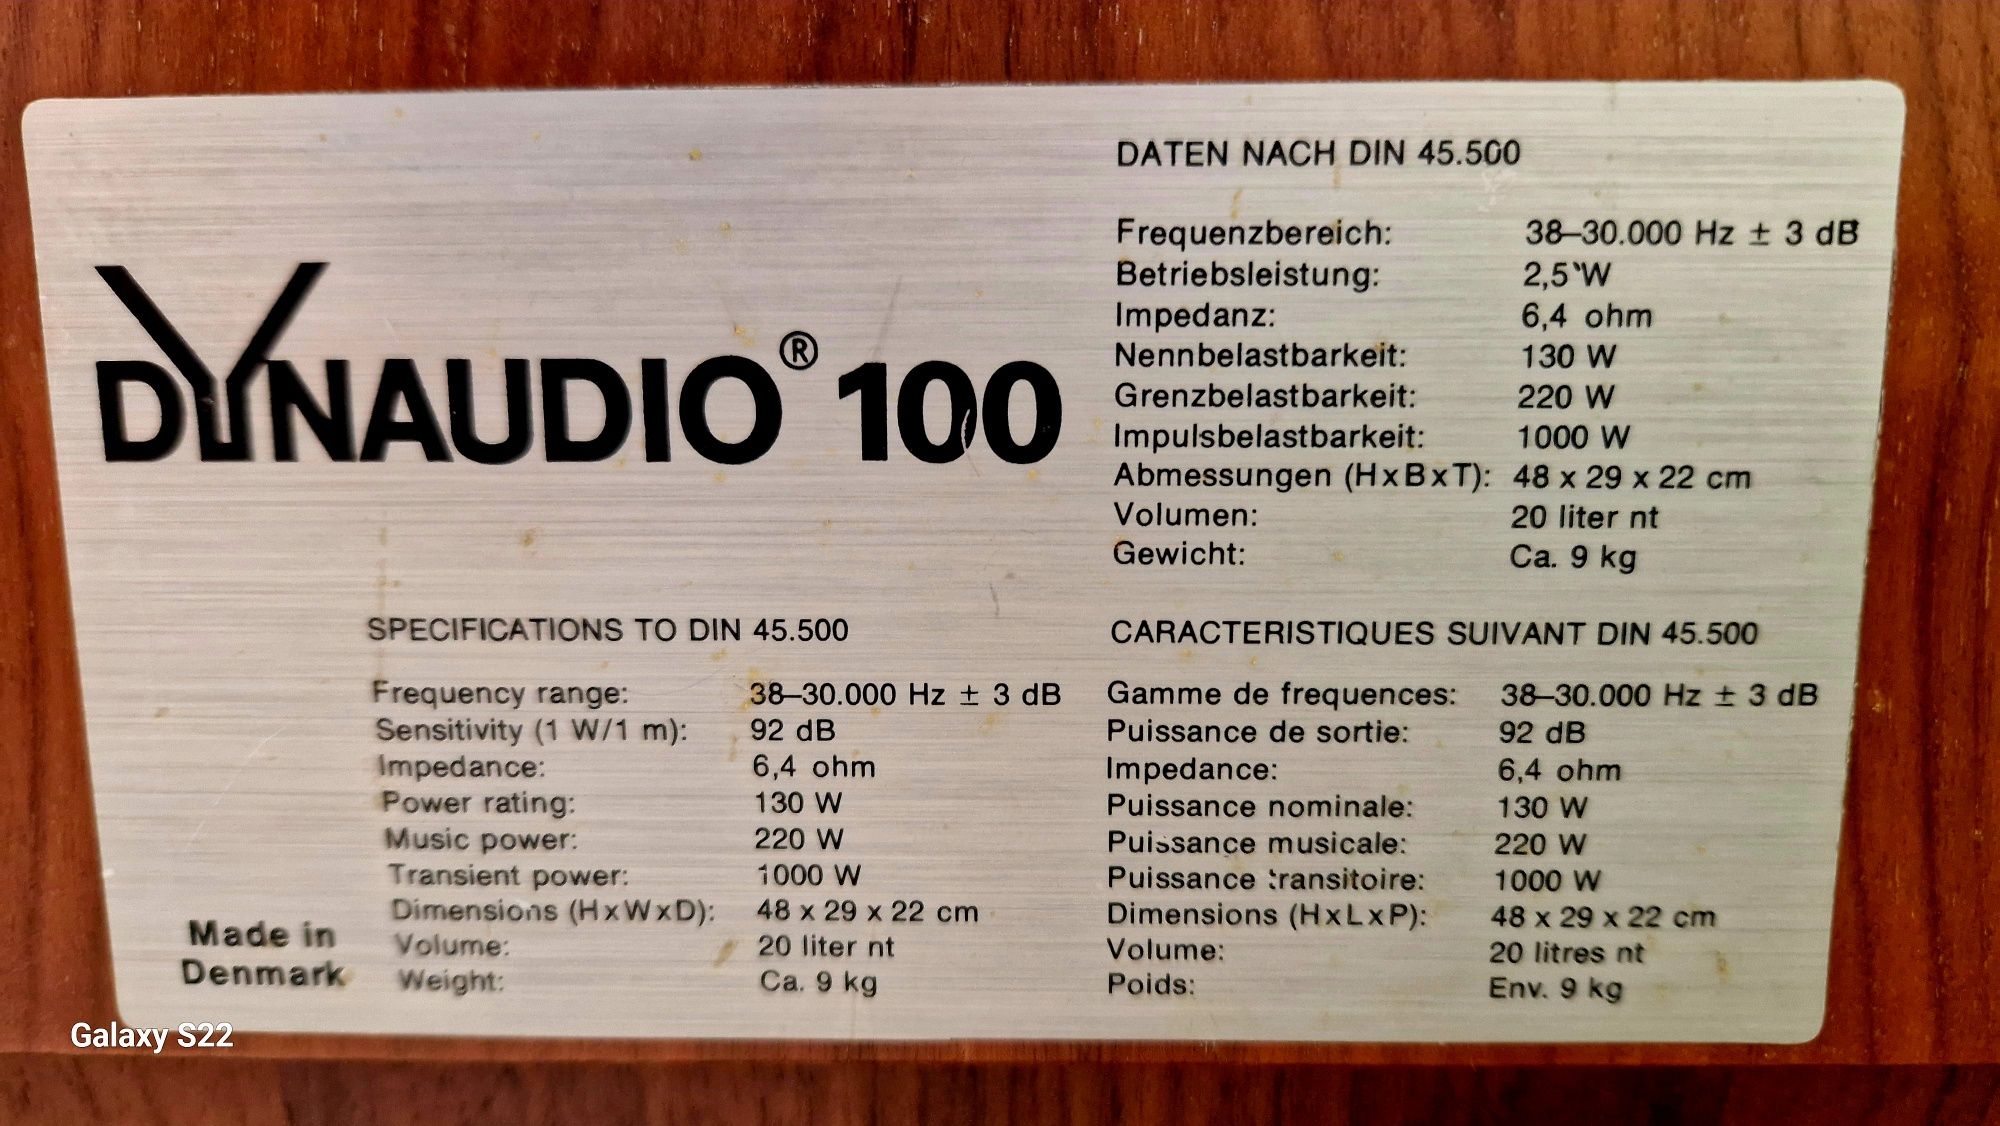 DYNAUDIO® 100
DATEN NACH DIN 45.500
Frequenzbereich: 38–30.000 Hz ± 3 dB
Betriebsleistung: 2,5 W
Impedanz: 6,4 ohm
Nennbelastbarkeit: 130 W
Grenzbelastbarkeit: 220 W
Impulsbelastbarkeit: 1000 W
Abmessungen (HxBxT): 48 x 29 x 22 cm
Volumen: 20 liter nt
Gewicht: Ca. 9 kg
SPECIFICATIONS TO DIN 45.500
Frequency range: 38–30.000 Hz ± 3 dB
Sensitivity (1 W/1 m): 92 dB
Impedance: 6,4 ohm
Power rating: 130 W
Music power: 220 W
Transient power: 1000 W
Dimensions (HxWxD): 48 x 29 x 22 cm
Volume: 20 liter nt
Weight: Ca. 9 kg
CARACTERISTIQUES SUIVANT DIN 45.500
Gamme de frequences: 38–30.000 Hz ± 3 dB
Puissance de sortie: 92 dB
Impedance: 6,4 ohm
Puissance nominale: 130 W
Puissance musicale: 220 W
Puissance transitoire: 1000 W
Dimensions (HxLxP): 48 x 29 x 22 cm
Volume: 20 litres nt
Poids: Env. 9 kg
Made in
Denmark
Galaxy S22